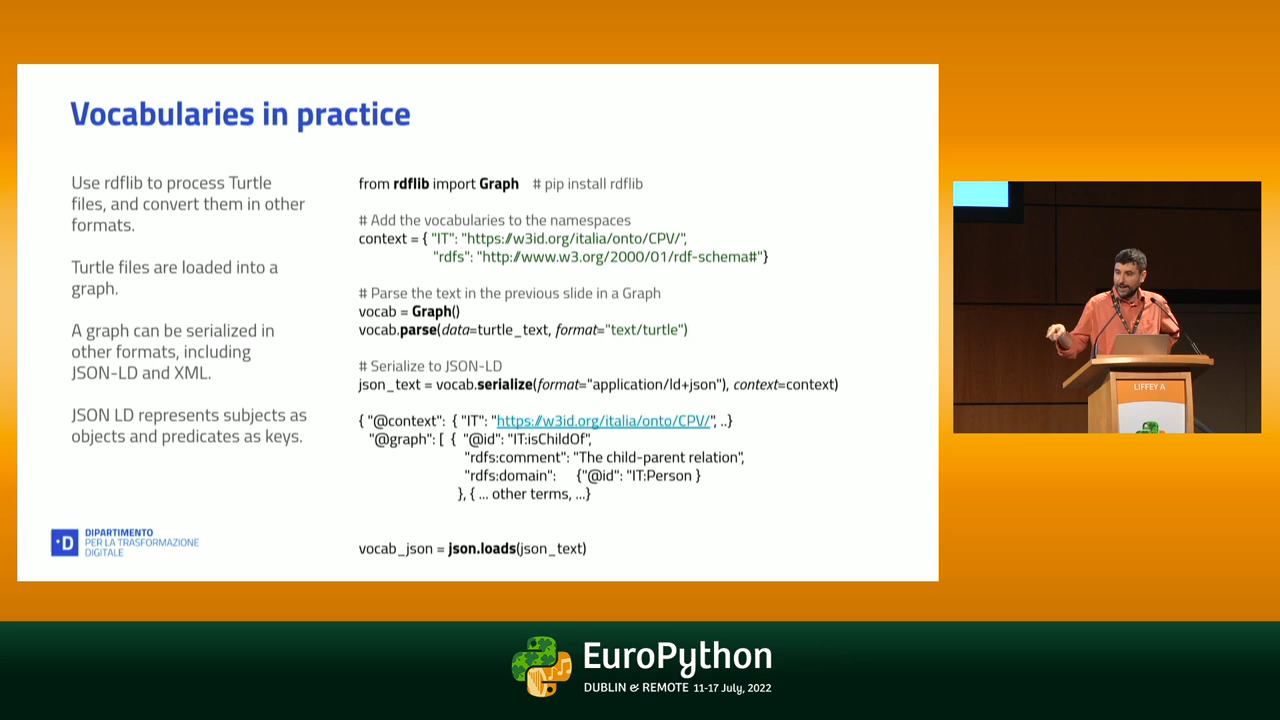 Vocabularies in practice
Use rdflib to process Turtle
files, and convert them in other
formats.
Turtle files are loaded into a
graph.
A graph can be serialized in
other formats, including
JSON-LD and XML.
JSON LD represents subjects as
objects and predicates as keys.
from rdflib import Graph # pip install rdflib
# Add the vocabularies to the namespaces
context = { "IT": "https://w3id.org/italia/onto/CPV/",
"rdfs": "http://www.w3.org/2000/01/rdf-schema#"}
# Parse the text in the previous slide in a Graph
vocab = Graph()
vocab.parse(data=turtle_text, format="text/turtle")
# Serialize to JSON-LD
json_text = vocab.serialize(format="application/ld+json"), context=context)
{ "@context": { "IT": "https://w3id.org/italia/onto/CPV/", ..}
"@graph": [ { "@id": "IT:isChildOf",
"rdfs:comment": "The child-parent relation",
"rdfs:domain": {"@id": "IT:Person }
}, { ... other terms, ...}
vocab_json = json.loads(json_text)
·D DIPARTIMENTO
PER LA TRASFORMAZIONE
DIGITALE
LIFFEY A
EuroPython
DUBLIN & REMOTE 11-17 July, 2022